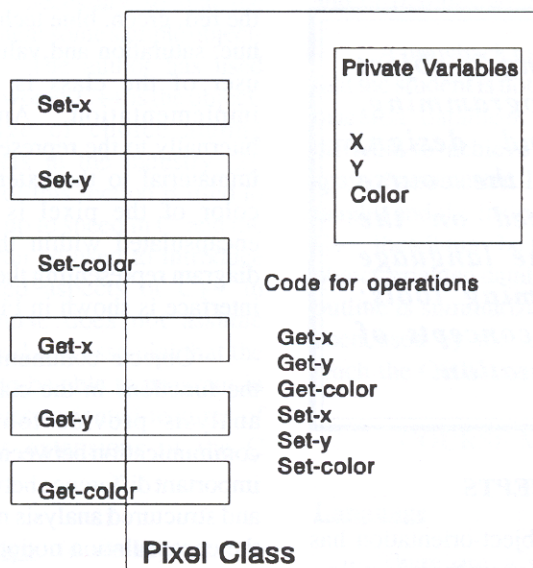 Private Variables
X
Y
Color
Set-x
Set-y
Set-color
Get-x
Get-y
Get-color
Code for operations
Get-x
Get-y
Get-color
Set-x
Set-y
Set-color
Pixel Class